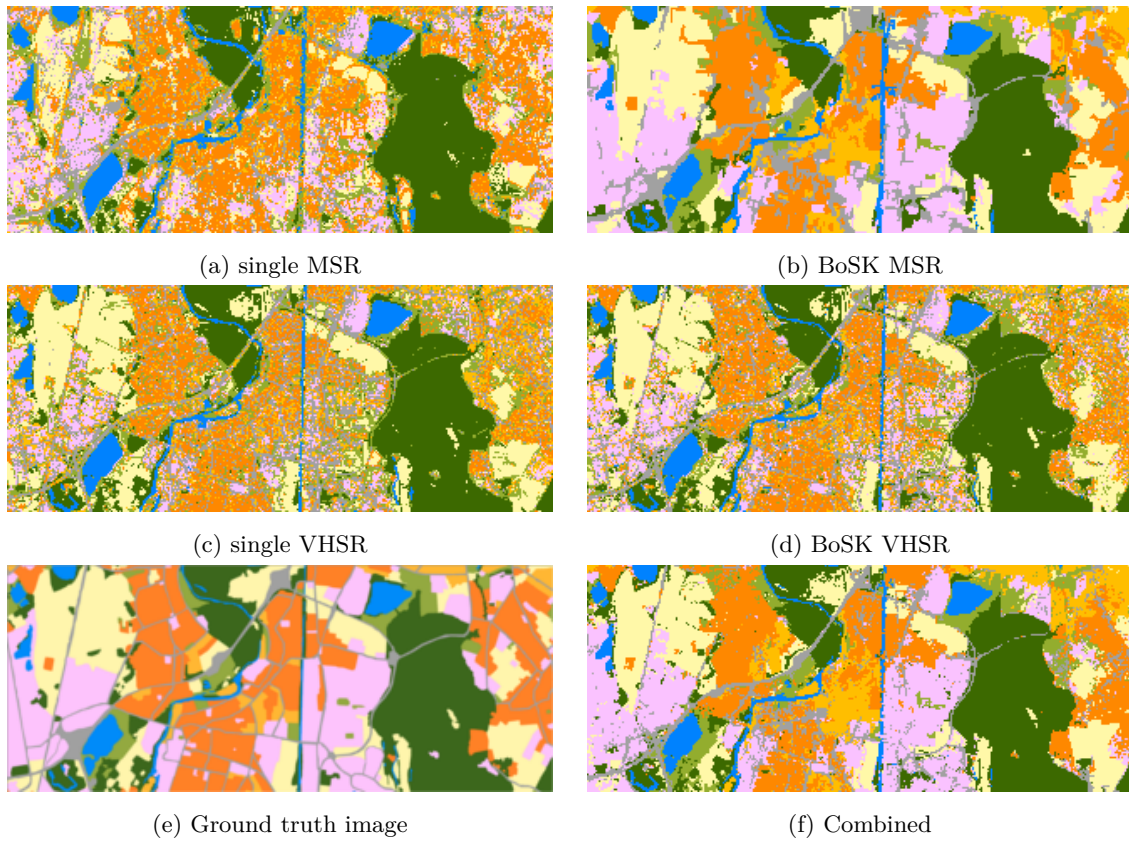 (a) single MSR
(b) BoSK MSR
(c) single VHSR
(d) BoSK VHSR
(e) Ground truth image
(f) Combined